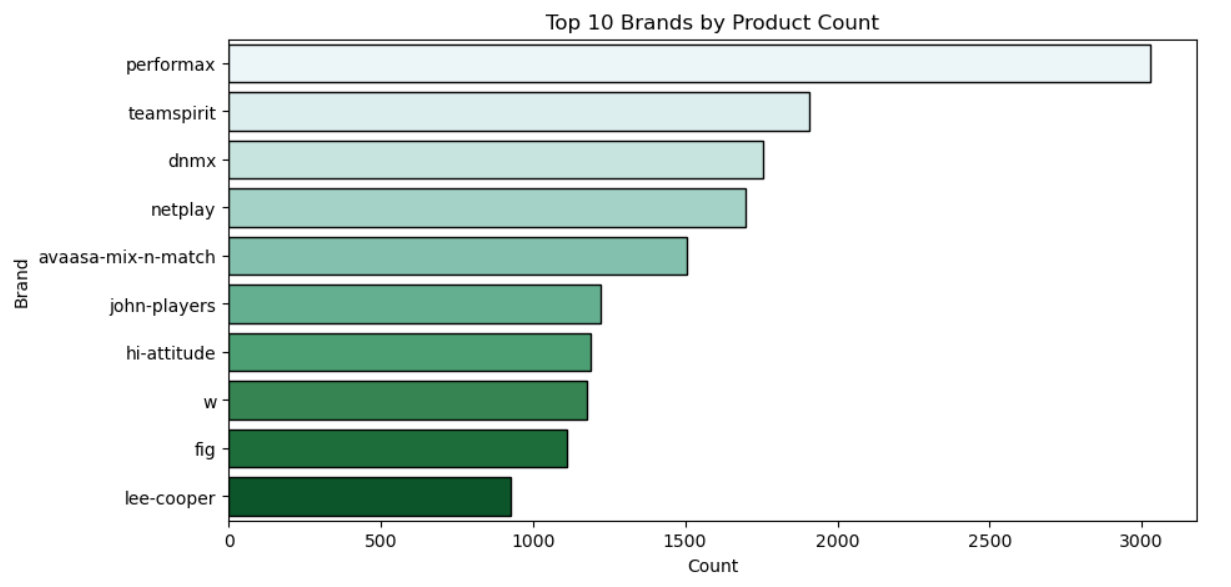 Top 10 Brands by Product Count
Brand
performax
teamspirit
dnmx
netplay
avaasa-mix-n-match
john-players
hi-attitude
w
fig
lee-cooper
0 500 1000 1500 2000 2500 3000
Count